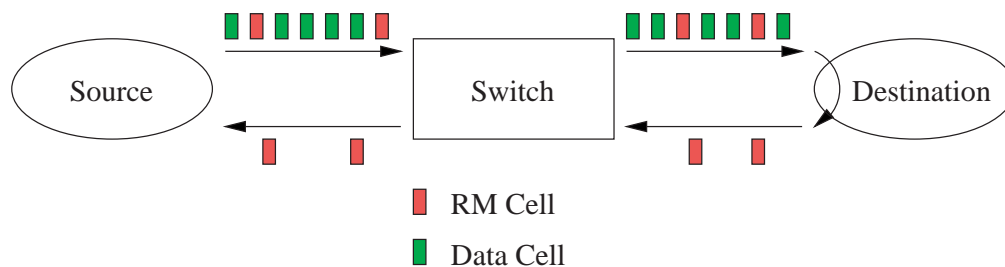 Source
Switch
Destination
RM Cell
Data Cell